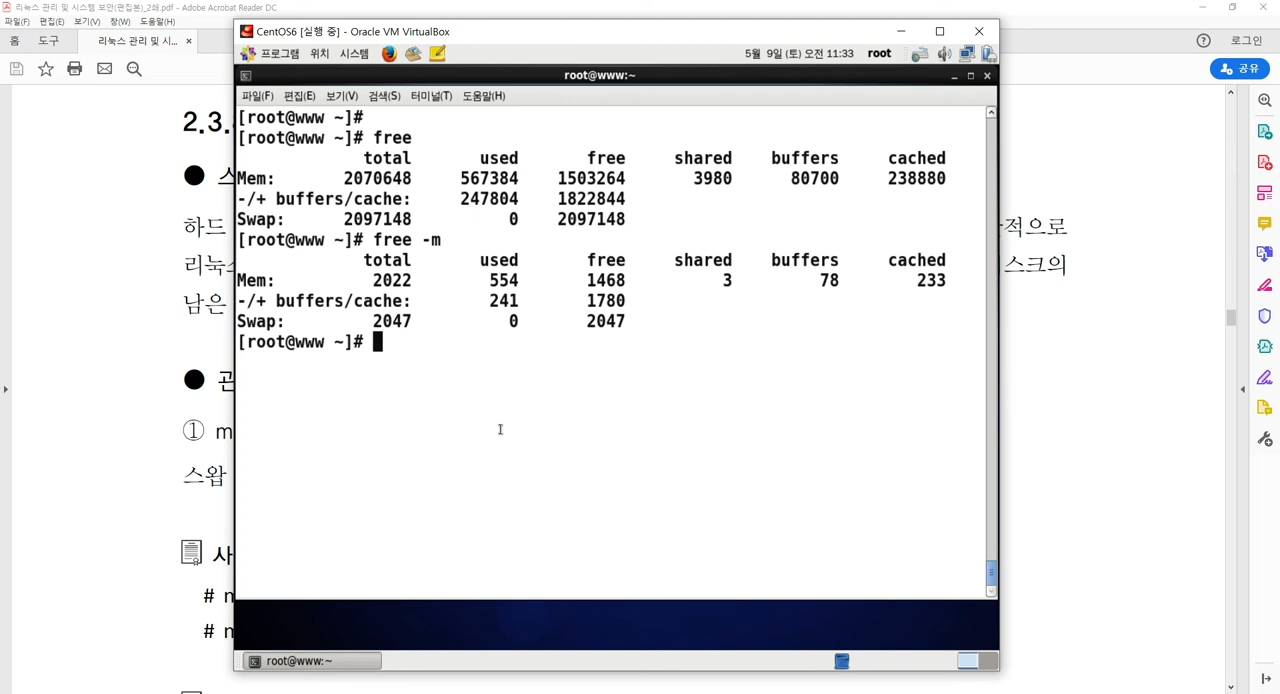 리눅스 관리 및 시스템 보안(편집본)_2쇄.pdf - Adobe Acrobat Reader DC
파일(F) 편집(E) 보기(V) 창(W) 도움말(H)
홈 도구 리눅스 관리 및 시... × ? 로그인
공유
CentOS6 [실행 중] - Oracle VM VirtualBox
프로그램 위치 시스템 5월 9일 (토) 오전 11:33 root
root@www:~
파일(F) 편집(E) 보기(V) 검색(S) 터미널(T) 도움말(H)
[root@www ~]#
[root@www ~]# free
total used free shared buffers cached
Mem: 2070648 567384 1503264 3980 80700 238880
-/+ buffers/cache: 247804 1822844
Swap: 2097148 0 2097148
[root@www ~]# free -m
total used free shared buffers cached
Mem: 2022 554 1468 3 78 233
-/+ buffers/cache: 241 1780
Swap: 2047 0 2047
[root@www ~]#
root@www:~
2.3.
● 스
하드 적으로
리눅스 스크의
남은
● 관
① m
스왑
사
# m
# m